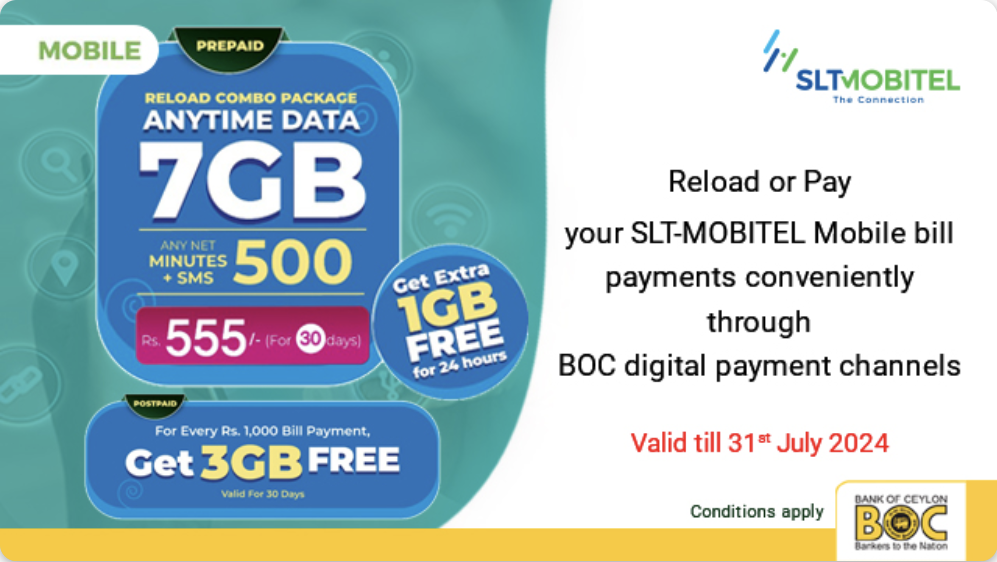 MOBILE
PREPAID
RELOAD COMBO PACKAGE
ANYTIME DATA
7GB
ANY NET
MINUTES
+ SMS
500
Rs. 555/- (For 30 days)
Get Extra
1GB
FREE
for 24 hours
POSTPAID
For Every Rs. 1,000 Bill Payment,
Get 3GB FREE
Valid For 30 Days
SLTMOBITEL
The Connection
Reload or Pay
your SLT-MOBITEL Mobile bill
payments conveniently
through
BOC digital payment channels
Valid till 31st July 2024
Conditions apply
BANK OF CEYLON
BOC
Bankers to the Nation